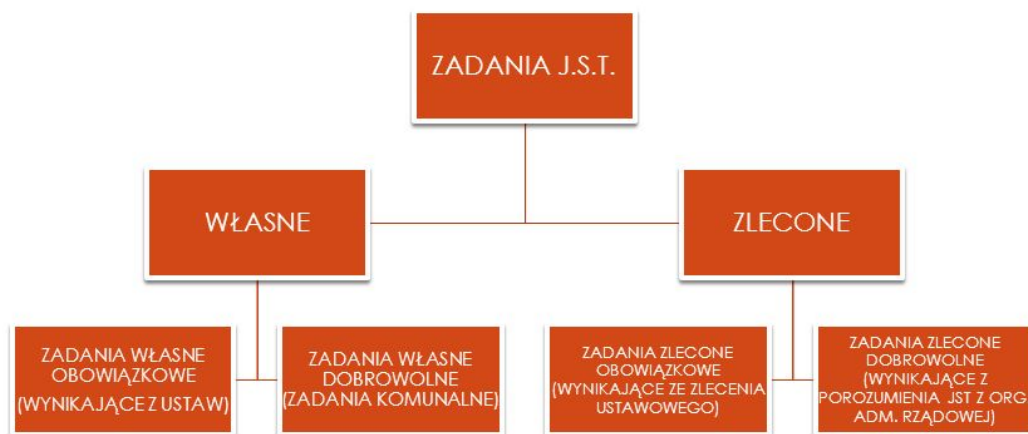 ZADANIA J.S.T.
WŁASNE
ZLECONE
ZADANIA WŁASNE
OBOWIĄZKOWE
(WYNIKAJĄCE Z USTAW)
ZADANIA WŁASNE
DOBROWOLNE
(ZADANIA KOMUNALNE)
ZADANIA ZLECONE
OBOWIĄZKOWE
(WYNIKAJĄCE ZE ZLECENIA
USTAWOWEGO)
ZADANIA ZLECONE
DOBROWOLNE
(WYNIKAJĄCE Z
POROZUMIENIA JST Z ORG.
ADM. RZĄDOWEJ)